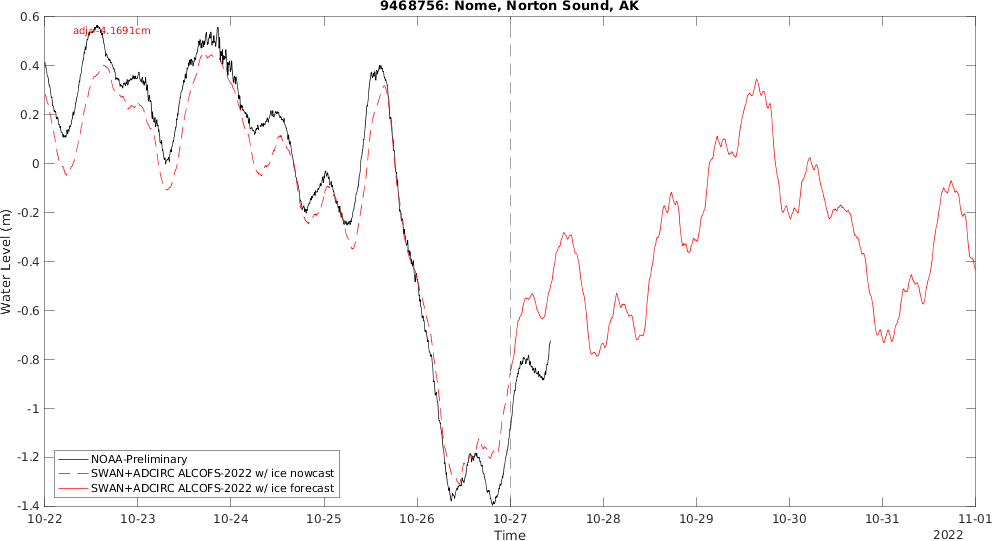 9468756: Nome, Norton Sound, AK
0.6
0.4
0.2
0
-0.2
-0.4
-0.6
-0.8
-1
-1.2
-1.4
Water Level (m)
NOAA-Preliminary
SWAN+ADCIRC ALCOFS-2022 w/ ice nowcast
SWAN+ADCIRC ALCOFS-2022 w/ ice forecast
10-22 10-23 10-24 10-25 10-26 10-27 10-28 10-29 10-30 10-31 11-01
Time
2022